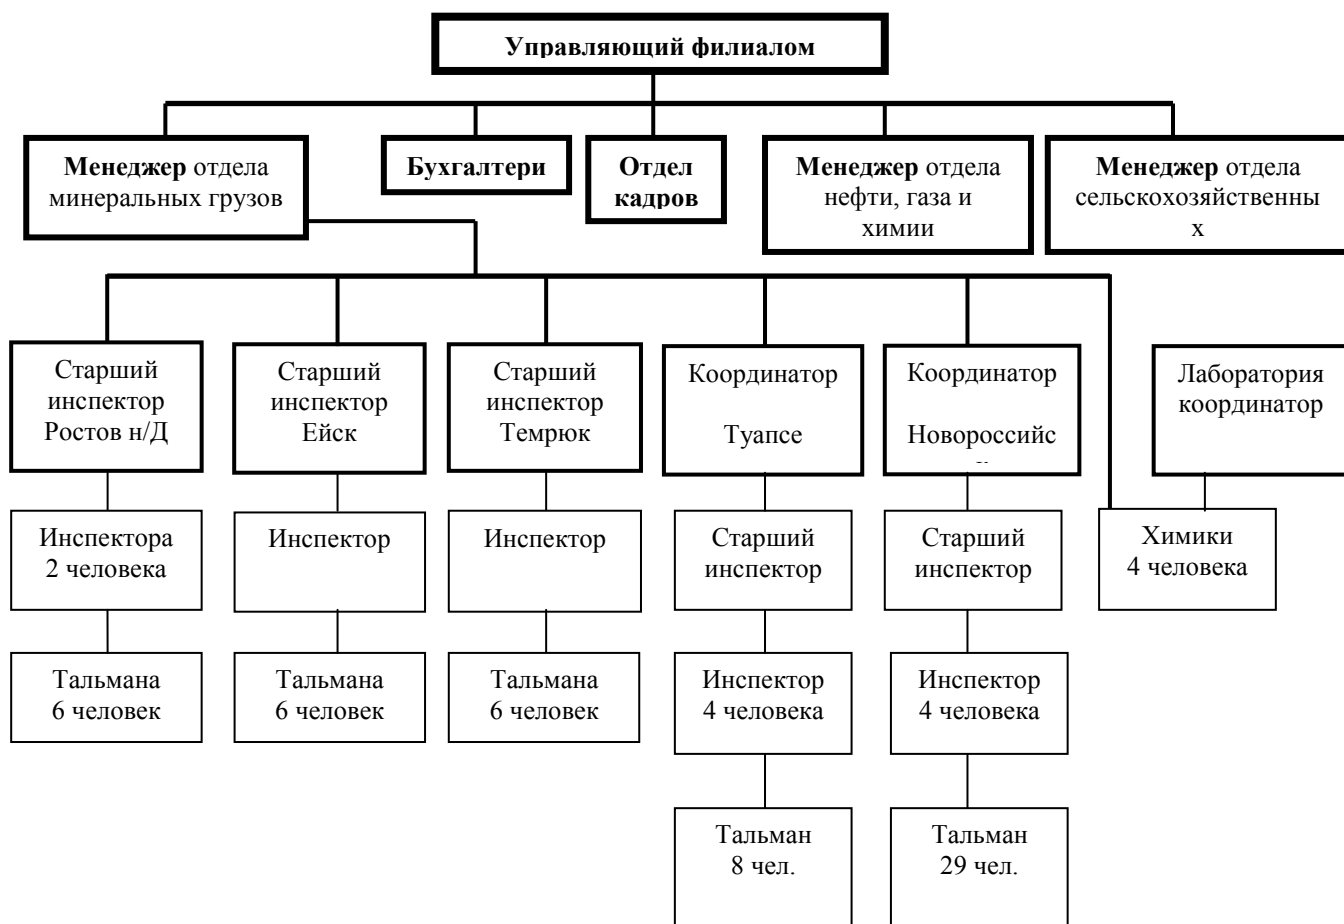 Управляющий филиалом
Менеджер отдела
минеральных грузов
Бухгалтери
Отдел
кадров
Менеджер отдела
нефти, газа и
химии
Менеджер отдела
сельскохозяйственны
х
Старший
инспектор
Ростов н/Д
Старший
инспектор
Ейск
Старший
инспектор
Темрюк
Координатор
Туапсе
Координатор
Новороссийс
Лаборатория
координатор
Инспектора
2 человека
Инспектор
Инспектор
Старший
инспектор
Старший
инспектор
Химики
4 человека
Тальмана
6 человек
Тальмана
6 человек
Тальмана
6 человек
Инспектор
4 человека
Инспектор
4 человека
Тальман
8 чел.
Тальман
29 чел.